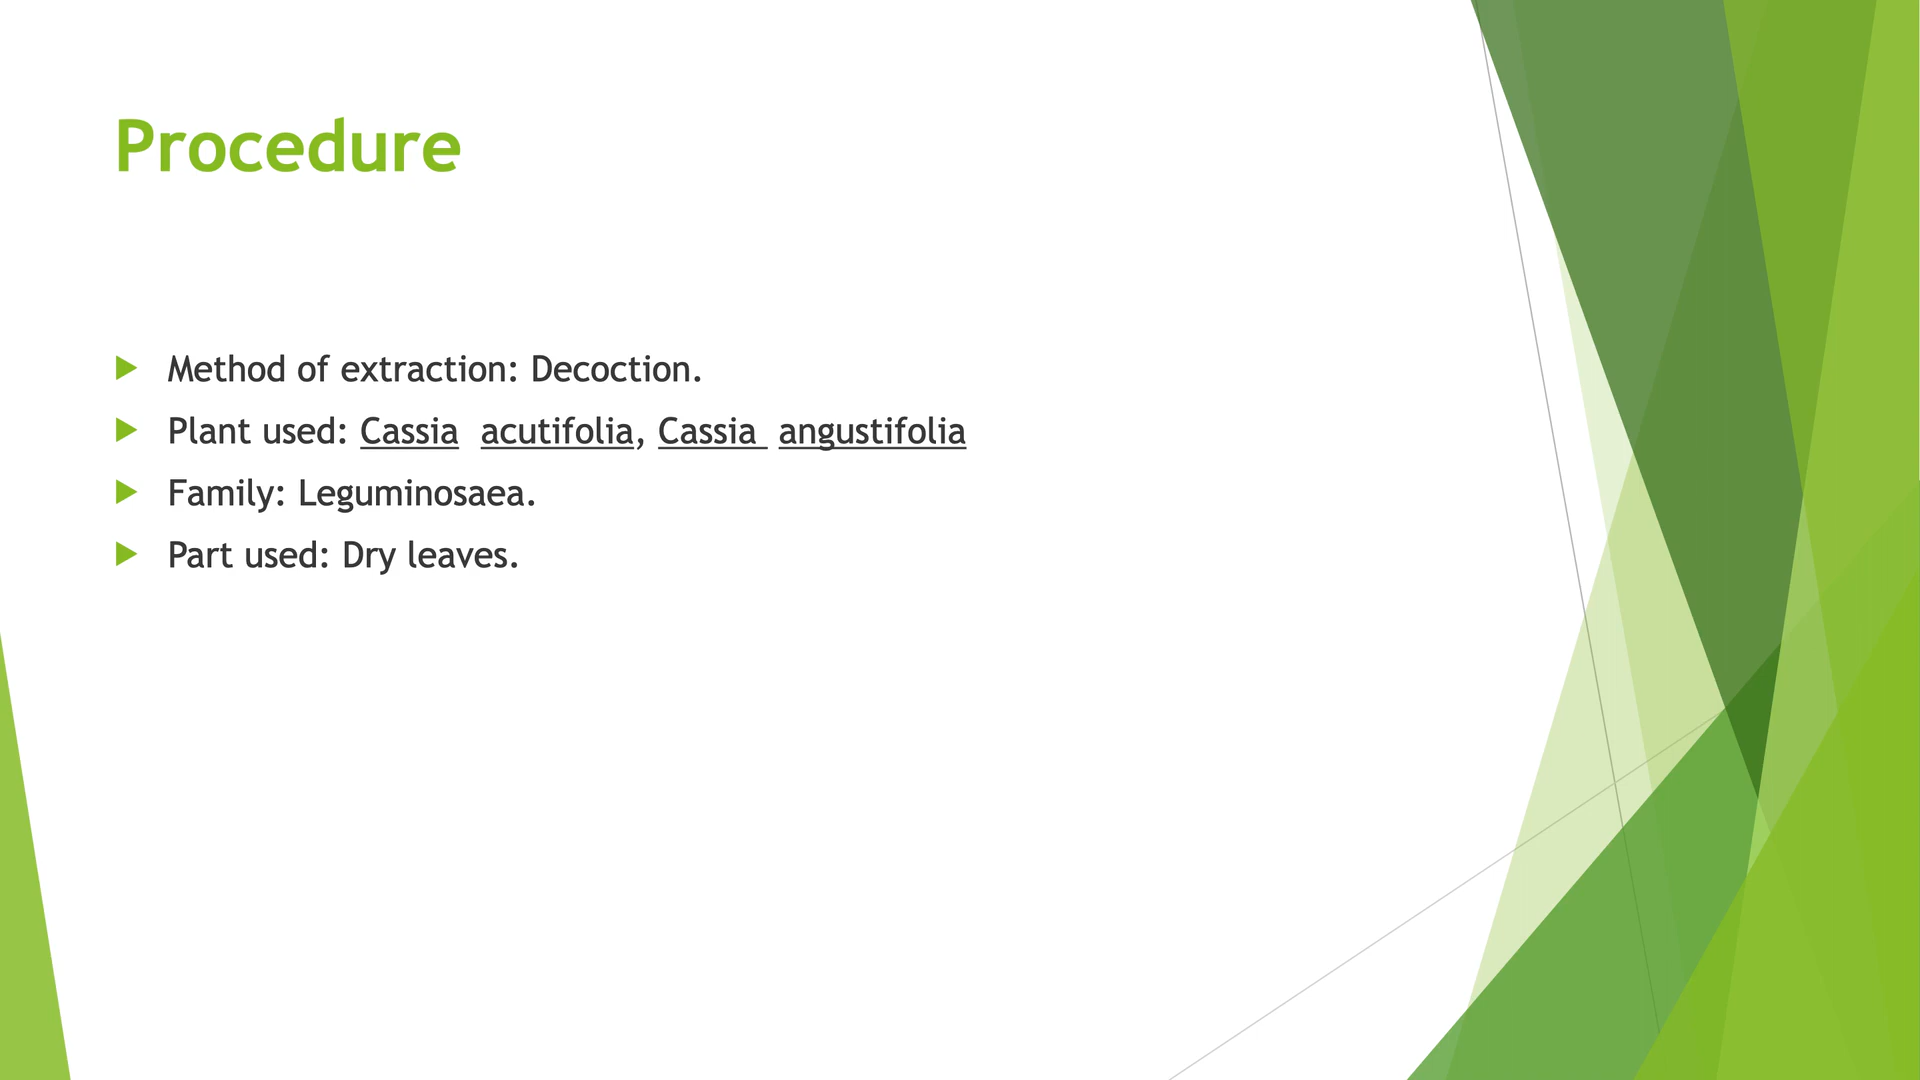 Procedure
Method of extraction: Decoction.
Plant used: Cassia acutifolia, Cassia angustifolia
Family: Leguminosaea.
Part used: Dry leaves.